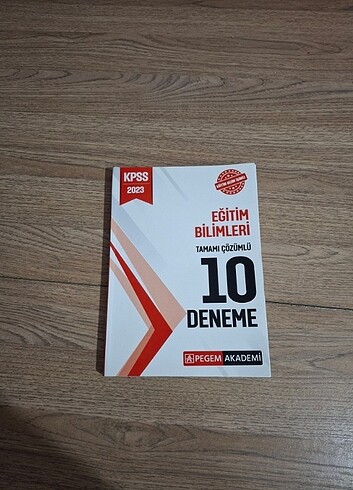 KPSS
2023
EĞİTİM
BİLİMLERİ
TAMAMI ÇÖZÜMLÜ
10
DENEME
PEGEM AKADEMİ